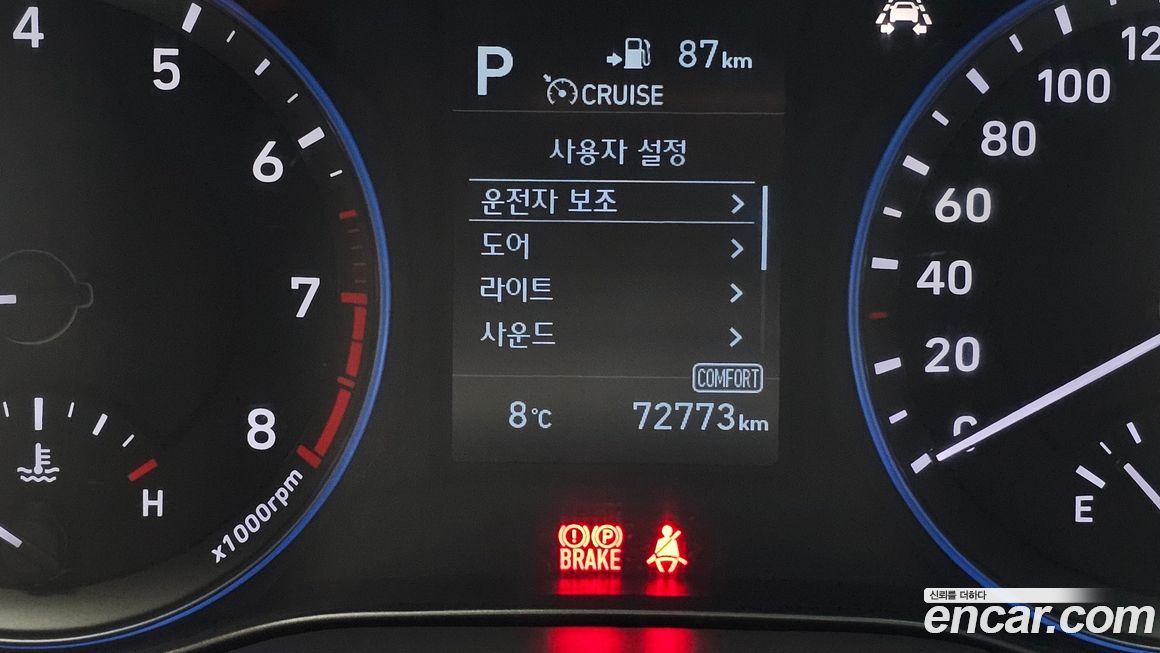 4
5
6
7
8
x1000rpm
H
P
87km
CRUISE
사용자 설정
운전자 보조
도어
라이트
사운드
COMFORT
8℃
72773km
BRAKE
P
120
100
80
60
40
20
0
E
신뢰를 더하다
encar.com